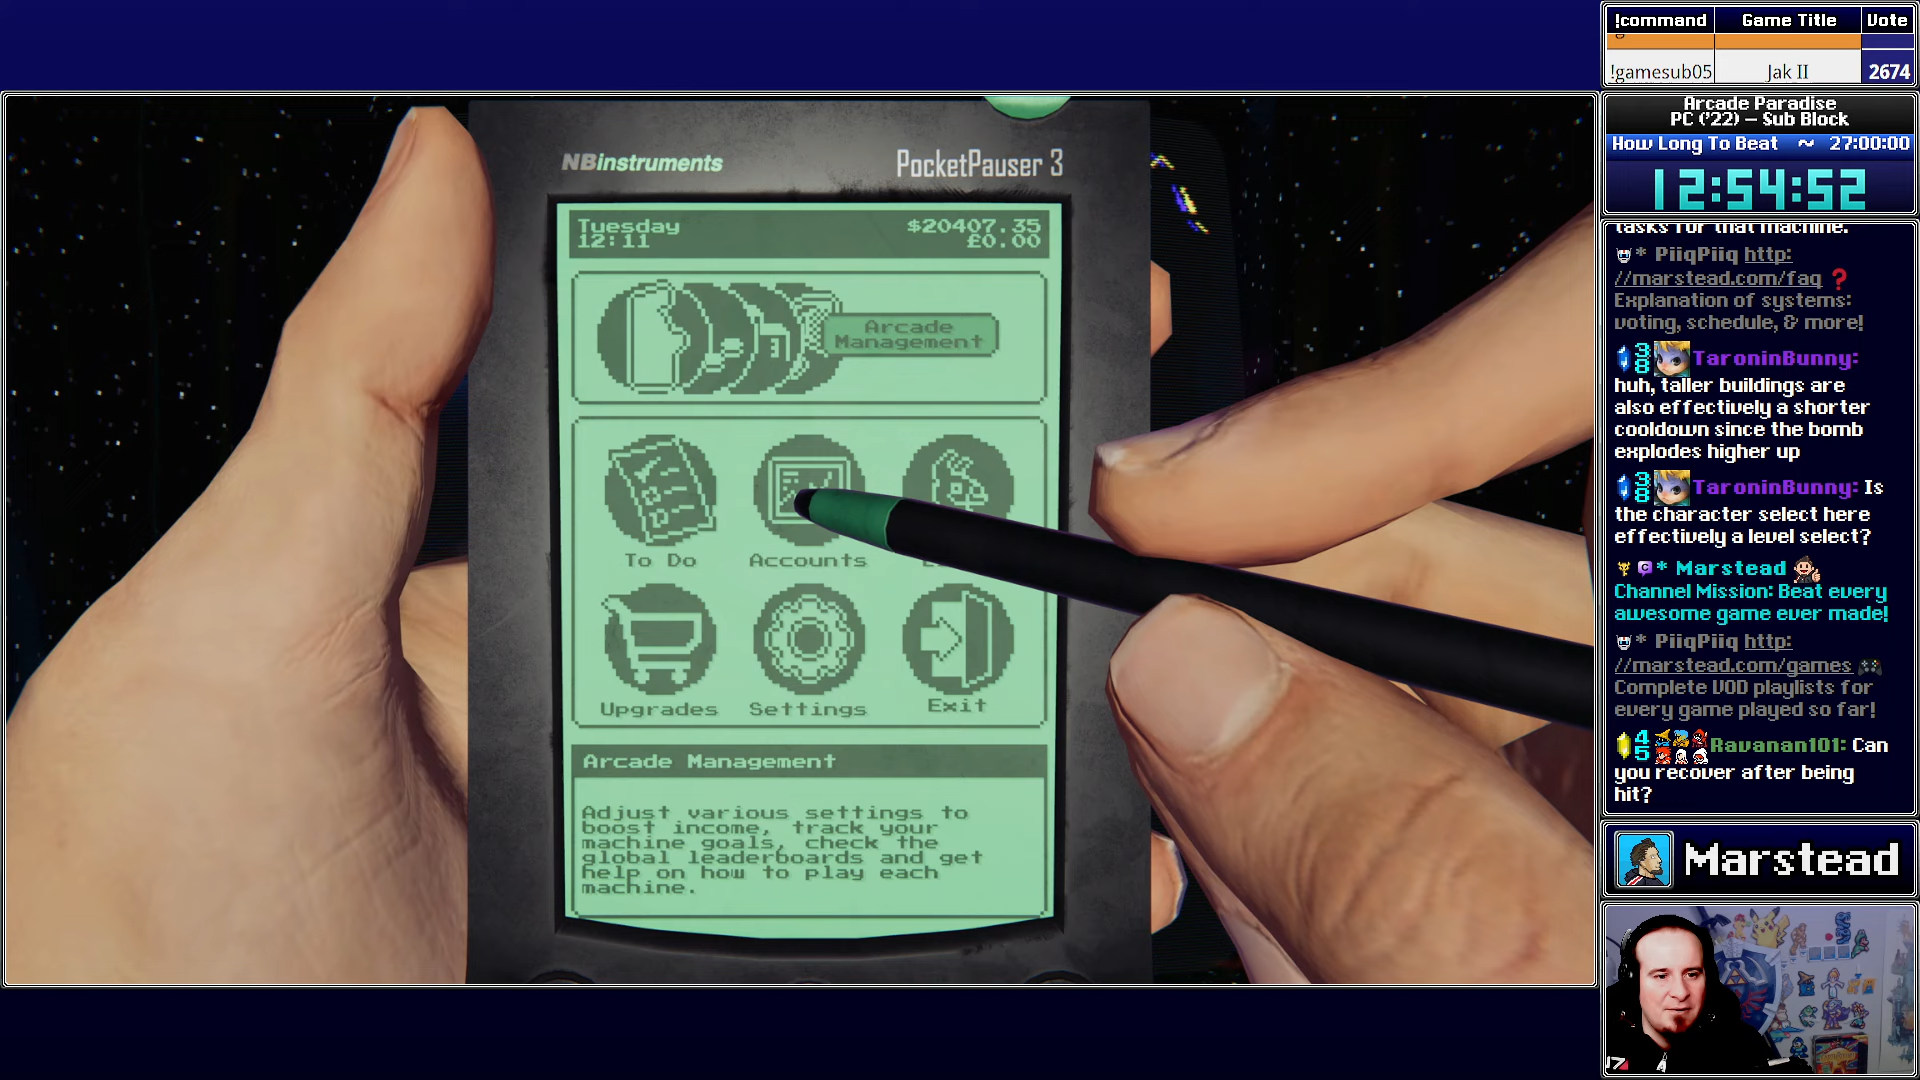 NBinstruments
PocketPauser 3
Tuesday
12:11
$20407.35
£0.00
Arcade
Management
To Do
Accounts
Upgrades
Settings
Exit
Arcade Management
Adjust various settings to
boost income, track your
machine goals, check the
global leaderboards and get
help on how to play each
machine.
!command Game Title Vote
!gamesub05 Jak II 2674
Arcade Paradise
PC ('22) – Sub Block
How Long To Beat ~ 27:00:00
12:54:52
tasks for that machine.
* PiiqPiiq http:
//marstead.com/faq ❓
Explanation of systems:
voting, schedule, & more!
38 TaroninBunny:
huh, taller buildings are
also effectively a shorter
cooldown since the bomb
explodes higher up
38 TaroninBunny: Is
the character select here
effectively a level select?
* Marstead
Channel Mission: Beat every
awesome game ever made!
* PiiqPiiq http:
//marstead.com/games 🎮
Complete VOD playlists for
every game played so far!
45 Ravanan101: Can
you recover after being
hit?
Marstead